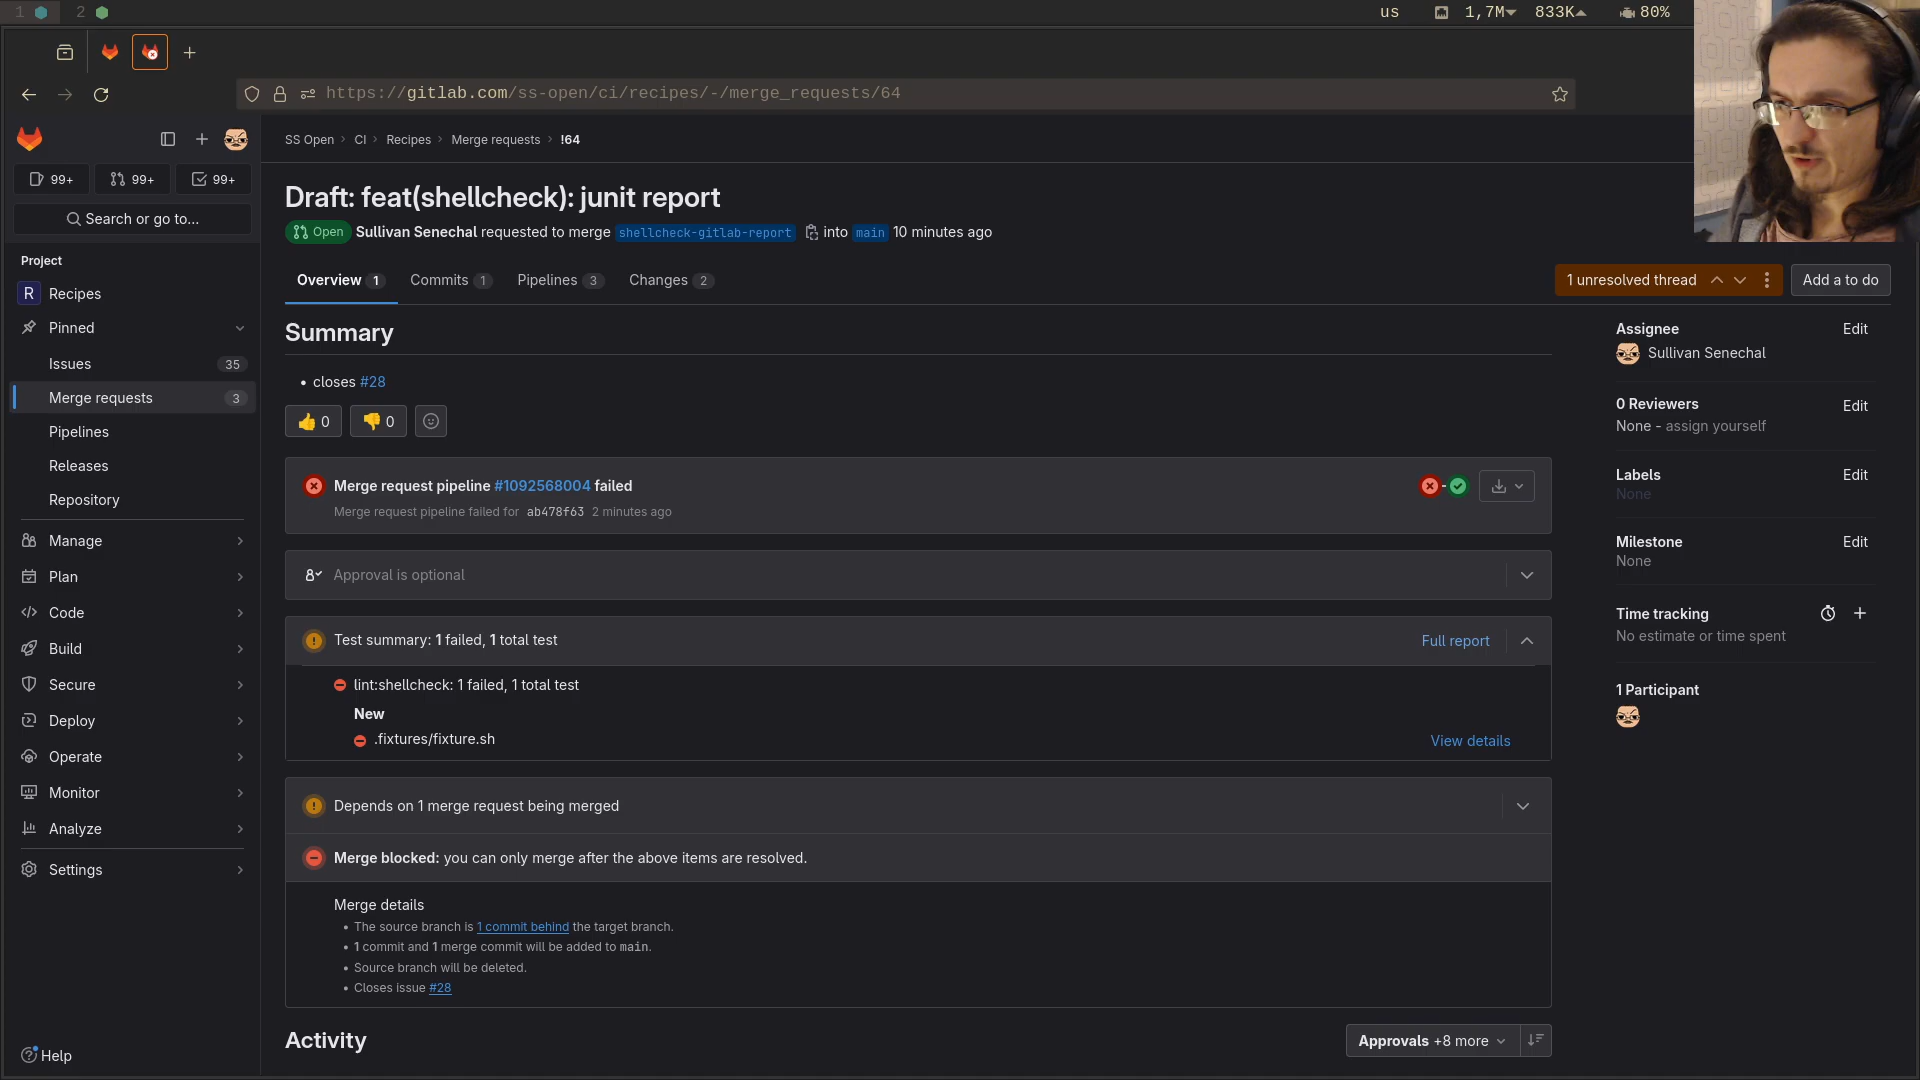 1
2
us
1,7M
833K
80%
https://gitlab.com/ss-open/ci/recipes/-/merge_requests/64
SS Open
CI
Recipes
Merge requests
!64
99+
99+
99+
Search or go to...
Project
R Recipes
Pinned
Issues 35
Merge requests 3
Pipelines
Releases
Repository
Manage
Plan
Code
Build
Secure
Deploy
Operate
Monitor
Analyze
Settings
Help
Draft: feat(shellcheck): junit report
Open Sullivan Senechal requested to merge shellcheck-gitlab-report into main 10 minutes ago
Overview 1 Commits 1 Pipelines 3 Changes 2
1 unresolved thread
Add a to do
Summary
• closes #28
0
0
Merge request pipeline #1092568004 failed
Merge request pipeline failed for ab478f63 2 minutes ago
Approval is optional
Test summary: 1 failed, 1 total test
Full report
lint:shellcheck: 1 failed, 1 total test
New
.fixtures/fixture.sh
View details
Depends on 1 merge request being merged
Merge blocked: you can only merge after the above items are resolved.
Merge details
• The source branch is 1 commit behind the target branch.
• 1 commit and 1 merge commit will be added to main.
• Source branch will be deleted.
• Closes issue #28
Activity
Approvals +8 more
Assignee Edit
Sullivan Senechal
0 Reviewers Edit
None - assign yourself
Labels Edit
None
Milestone Edit
None
Time tracking
No estimate or time spent
1 Participant